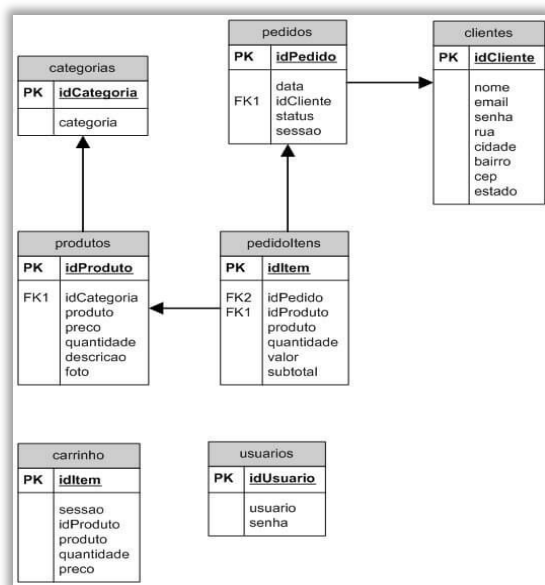 categorias
PK idCategoria
categoria
pedidos
PK idPedido
data
FK1 idCliente
status
sessao
clientes
PK idCliente
nome
email
senha
rua
cidade
bairro
cep
estado
produtos
PK idProduto
FK1 idCategoria
produto
preco
quantidade
descricao
foto
pedidoItens
PK idItem
FK2 idPedido
FK1 idProduto
produto
quantidade
valor
subtotal
carrinho
PK idItem
sessao
idProduto
produto
quantidade
preco
usuarios
PK idUsuario
usuario
senha